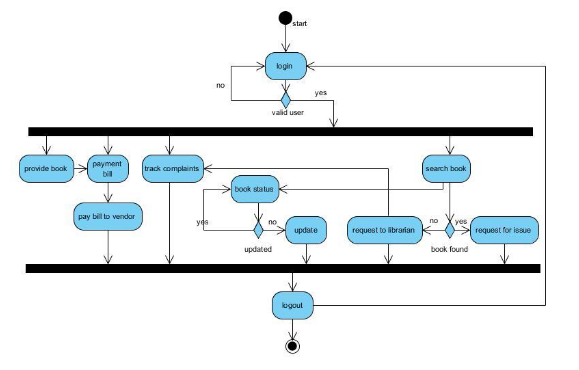 start
login
no
yes
valid user
provide book
payment
bill
track complaints
search book
book status
pay bill to vendor
yes
no
update
request to librarian
no
yes
request for issue
updated
book found
logout